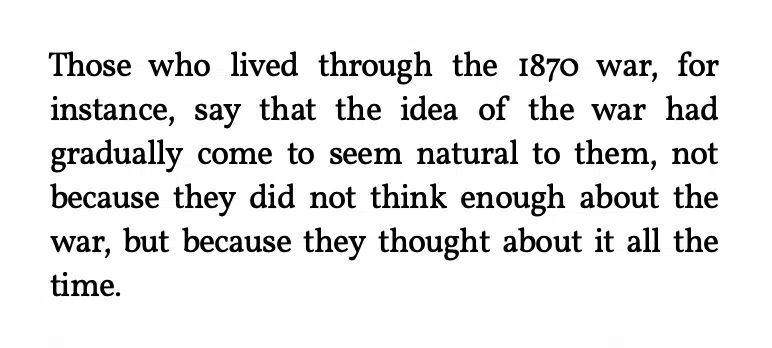 Those who lived through the 1870 war, for
instance, say that the idea of the war had
gradually come to seem natural to them, not
because they did not think enough about the
war, but because they thought about it all the
time.